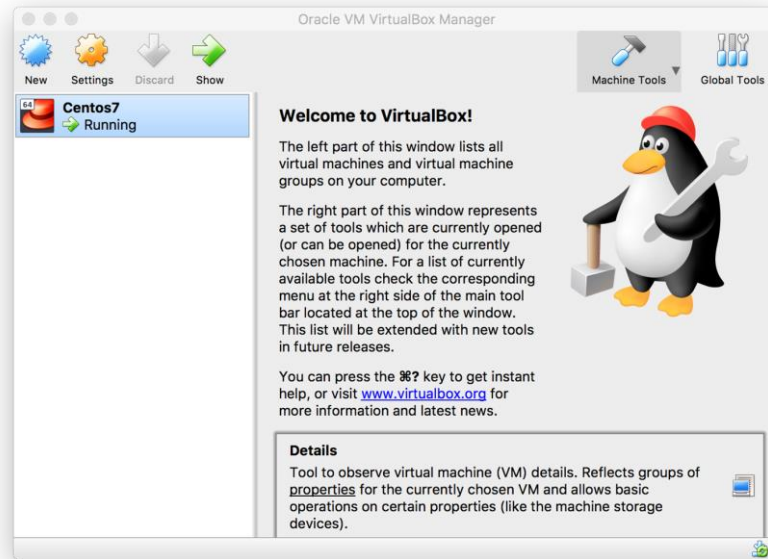 Oracle VM VirtualBox Manager
New Settings Discard Show Machine Tools Global Tools
64
Centos7
Running
Welcome to VirtualBox!
The left part of this window lists all
virtual machines and virtual machine
groups on your computer.
The right part of this window represents
a set of tools which are currently opened
(or can be opened) for the currently
chosen machine. For a list of currently
available tools check the corresponding
menu at the right side of the main tool
bar located at the top of the window.
This list will be extended with new tools
in future releases.
You can press the ⌘? key to get instant
help, or visit www.virtualbox.org for
more information and latest news.
Details
Tool to observe virtual machine (VM) details. Reflects groups of
properties for the currently chosen VM and allows basic
operations on certain properties (like the machine storage
devices).